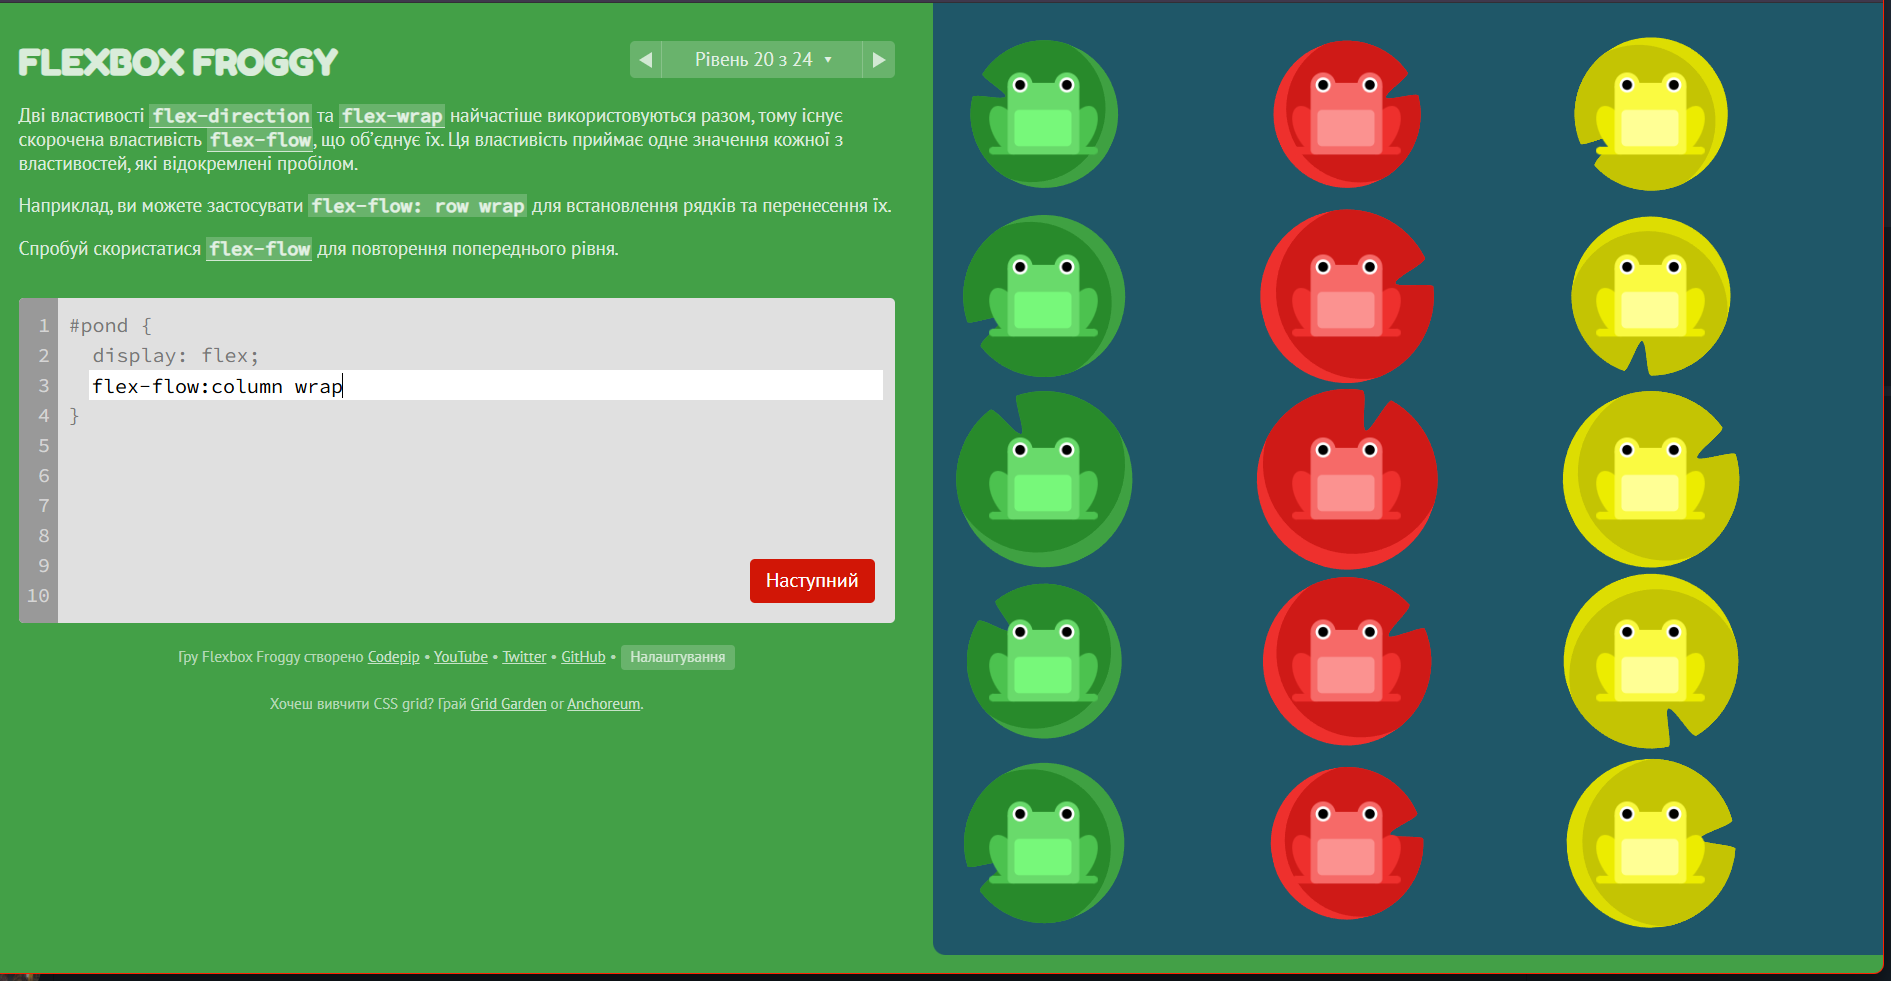 FLEXBOX FROGGY
◀ Рівень 20 з 24 ▾ ▶
Дві властивості flex-direction та flex-wrap найчастіше використовуються разом, тому існує
скорочена властивість flex-flow, що об’єднує їх. Ця властивість приймає одне значення кожної з
властивостей, які відокремлені пробілом.
Наприклад, ви можете застосувати flex-flow: row wrap для встановлення рядків та перенесення їх.
Спробуй скористатися flex-flow для повторення попереднього рівня.
1 #pond {
2 display: flex;
3 flex-flow:column wrap
4 }
5
6
7
8
9
10
Наступний
Гру Flexbox Froggy створено Codepip • YouTube • Twitter • GitHub • Налаштування
Хочеш вивчити CSS grid? Грай Grid Garden or Anchoreum.